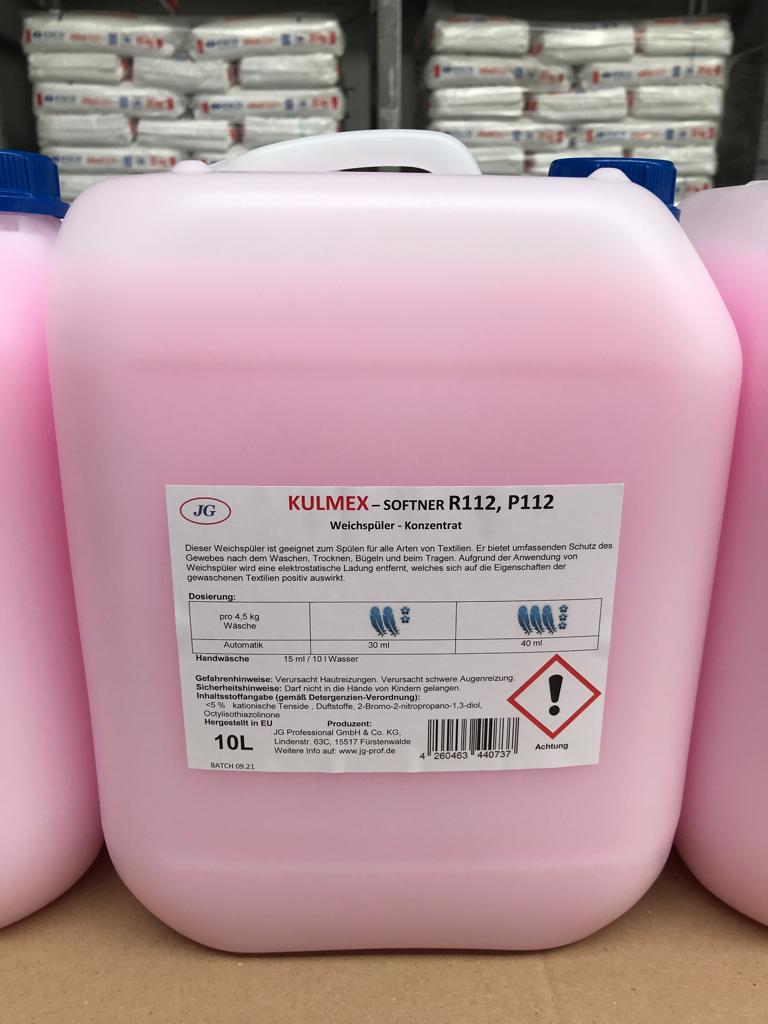 JG
KULMEX – SOFTNER R112, P112
Weichspüler - Konzentrat
Dieser Weichspüler ist geeignet zum Spülen für alle Arten von Textilien. Er bietet umfassenden Schutz des
Gewebes nach dem Waschen, Trocknen, Bügeln und beim Tragen. Aufgrund der Anwendung von
Weichspüler wird eine elektrostatische Ladung entfernt, welches sich auf die Eigenschaften der
gewaschenen Textilien positiv auswirkt.
Dosierung:
pro 4,5 kg
Wäsche
Automatik 30 ml 40 ml
Handwäsche 15 ml / 10 l Wasser
Gefahrenhinweise: Verursacht Hautreizungen. Verursacht schwere Augenreizung.
Sicherheitshinweise: Darf nicht in die Hände von Kindern gelangen.
Inhaltsstoffangabe (gemäß Detergenzien-Verordnung):
<5 % kationische Tenside , Duftstoffe, 2-Bromo-2-nitropropano-1,3-diol,
Octylisothiazolinone
Hergestellt in EU Produzent:
10L
JG Professional GmbH & Co. KG,
Lindenstr. 63C, 15517 Fürstenwalde
Weitere Info auf: www.jg-prof.de
BATCH 09.21
4 260463 440737
Achtung